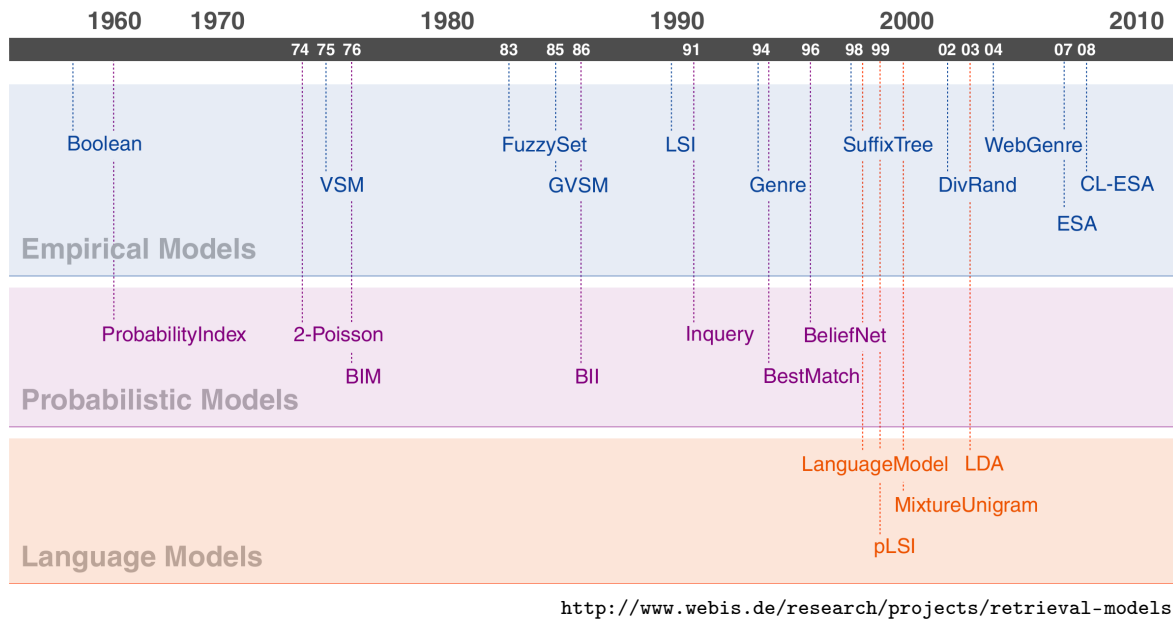 1960 1970 1980 1990 2000 2010
74 75 76 83 85 86 91 94 96 98 99 02 03 04 07 08
Boolean FuzzySet LSI SuffixTree WebGenre
VSM GVSM Genre DivRand CL-ESA
ESA
Empirical Models
ProbabilityIndex 2-Poisson Inquery BeliefNet
BIM BII BestMatch
Probabilistic Models
LanguageModel LDA
MixtureUnigram
pLSI
Language Models
http://www.webis.de/research/projects/retrieval-models